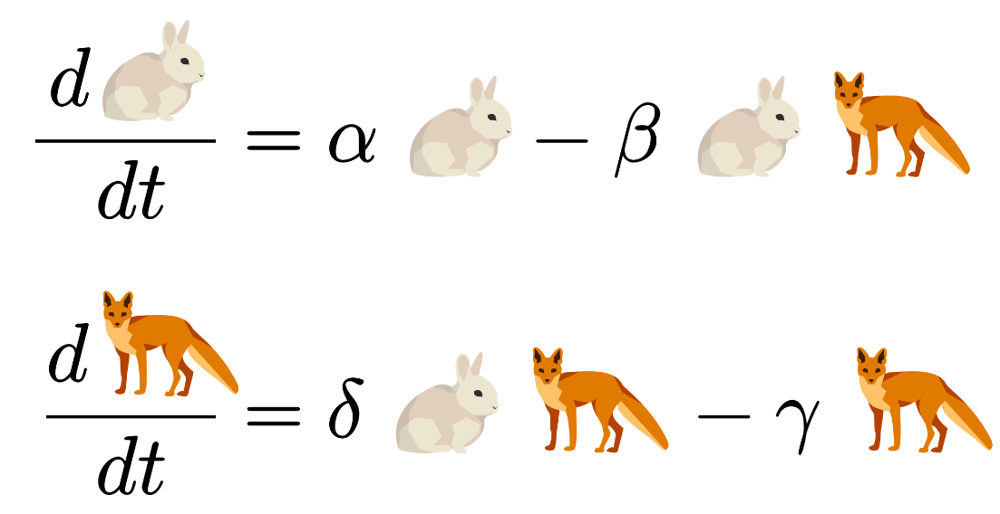 d = α − β
dt
d = δ − γ
dt